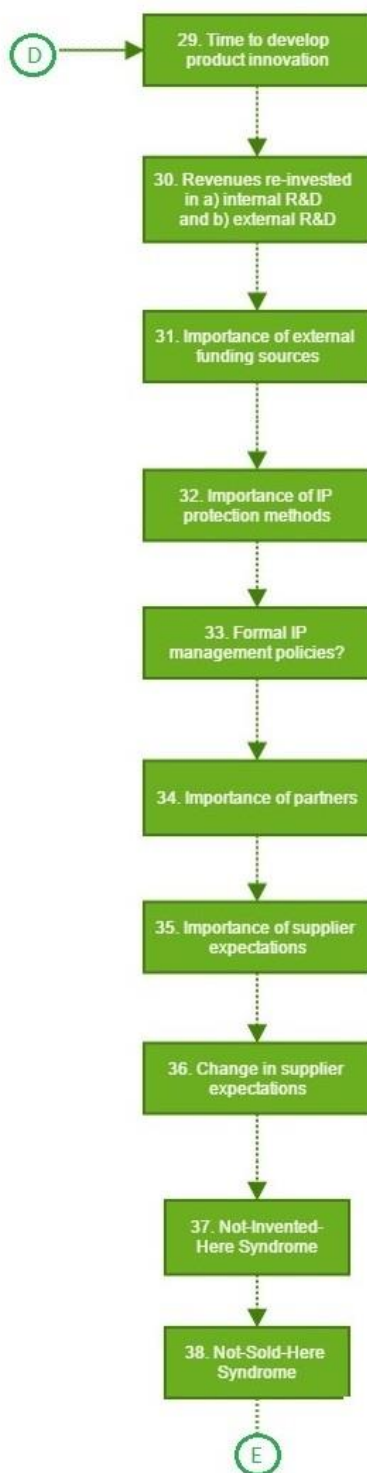 D
29. Time to develop
product innovation
30. Revenues re-invested
in a) internal R&D
and b) external R&D
31. Importance of external
funding sources
32. Importance of IP
protection methods
33. Formal IP
management policies?
34. Importance of partners
35. Importance of supplier
expectations
36. Change in supplier
expectations
37. Not-Invented-
Here Syndrome
38. Not-Sold-Here
Syndrome
E